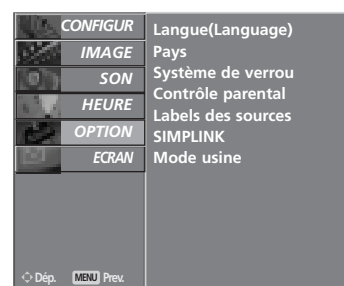 CONFIGUR
IMAGE
SON
HEURE
OPTION
ECRAN
Langue(Language)
Pays
Système de verrou
Contrôle parental
Labels des sources
SIMPLINK
Mode usine
Dép. MENU Prev.